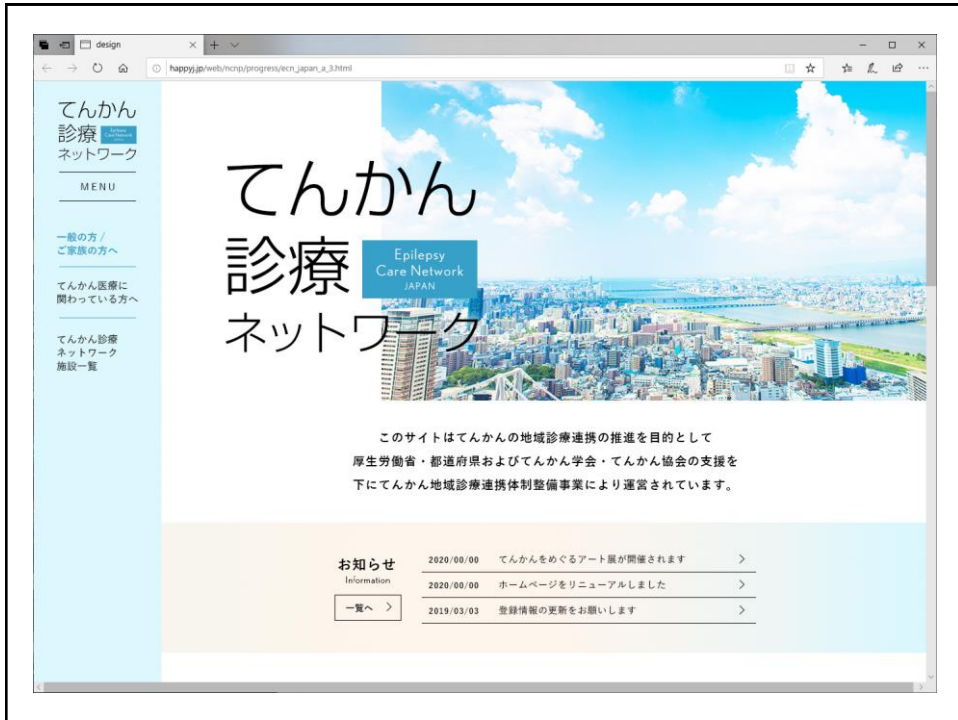 design
happyj.jp/web/ncnp/progress/ecn_japan_a_3.html
てんかん
診療
Epilepsy
Care Network
JAPAN
ネットワーク
MENU
一般の方/
ご家族の方へ
てんかん医療に
関わっている方へ
てんかん診療
ネットワーク
施設一覧
てんかん
診療
Epilepsy
Care Network
JAPAN
ネットワーク
このサイトはてんかんの地域診療連携の推進を目的として
厚生労働省・都道府県およびてんかん学会・てんかん協会の支援を
下にてんかん地域診療連携体制整備事業により運営されています。
お知らせ
Information
一覧へ
2020/00/00 てんかんをめぐるアート展が開催されます
2020/00/00 ホームページをリニューアルしました
2019/03/03 登録情報の更新をお願いします